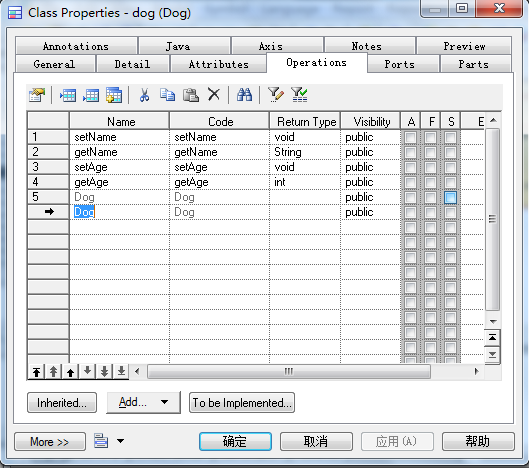 Class Properties - dog (Dog)
Annotations Java Axis Notes Preview
General Detail Attributes Operations Ports Parts
Name Code Return Type Visibility A F S E
1 setName setName void public
2 getName getName String public
3 setAge setAge void public
4 getAge getAge int public
5 Dog Dog public
Dog Dog public
Inherited... Add... To be Implemented...
More >> 确定 取消 应用(A) 帮助